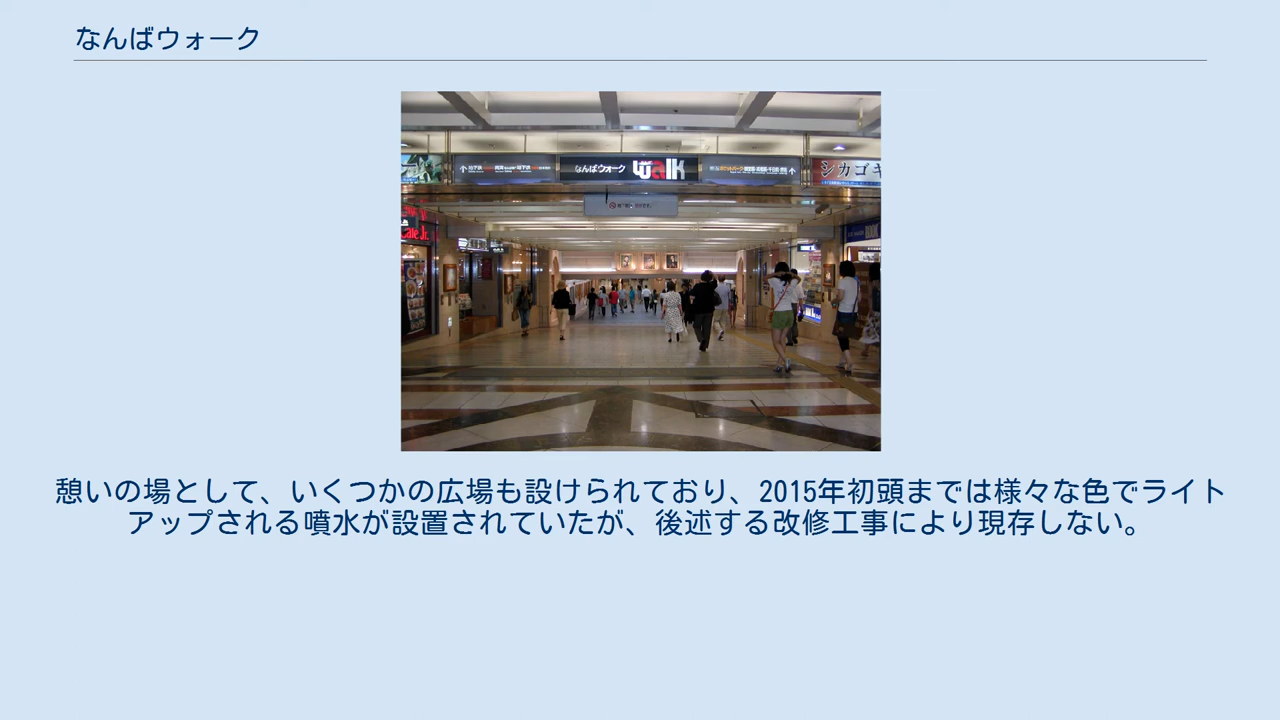 なんばウォーク
なんばウォーク walk
シカゴキ
Cafe Jr.
憩いの場として、いくつかの広場も設けられており、2015年初頭までは様々な色でライト
アップされる噴水が設置されていたが、後述する改修工事により現存しない。